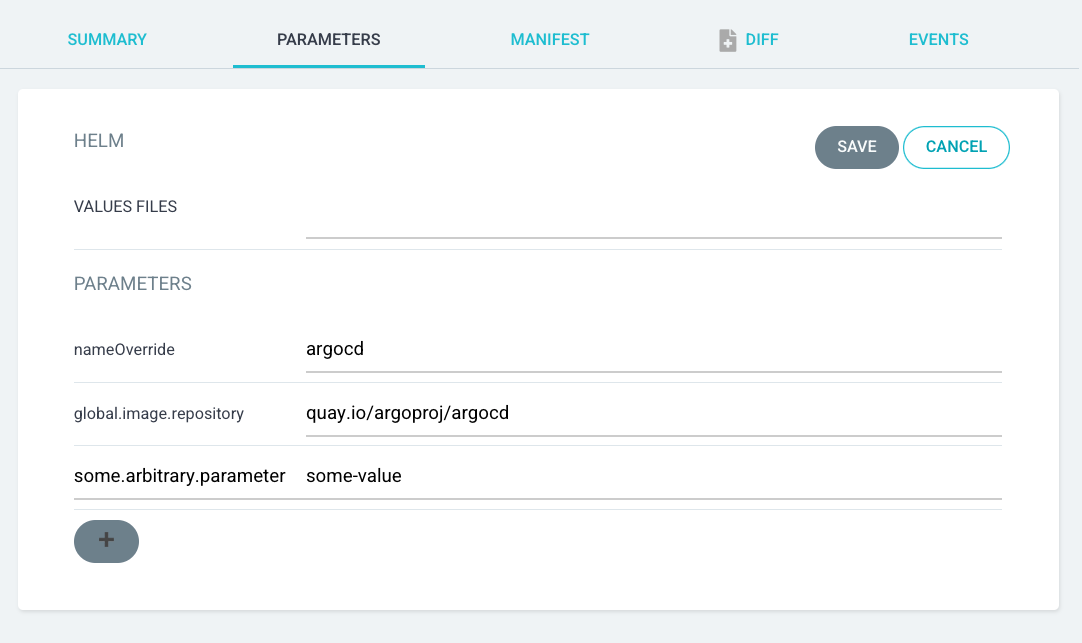 SUMMARY PARAMETERS MANIFEST DIFF EVENTS
HELM SAVE CANCEL
VALUES FILES
PARAMETERS
nameOverride argocd
global.image.repository quay.io/argoproj/argocd
some.arbitrary.parameter some-value
+